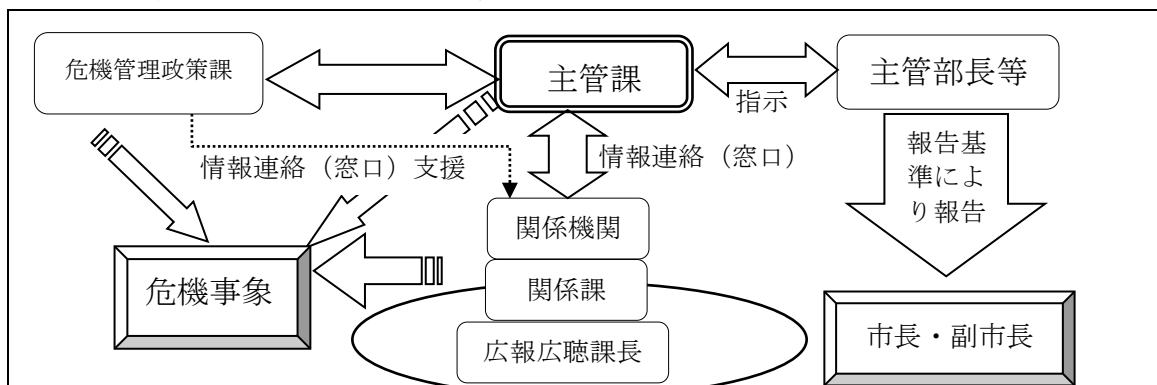 危機管理政策課
主管課
主管部長等
指示
情報連絡（窓口）支援
情報連絡（窓口）
報告基
準によ
り報告
関係機関
危機事象
関係課
広報広聴課長
市長・副市長